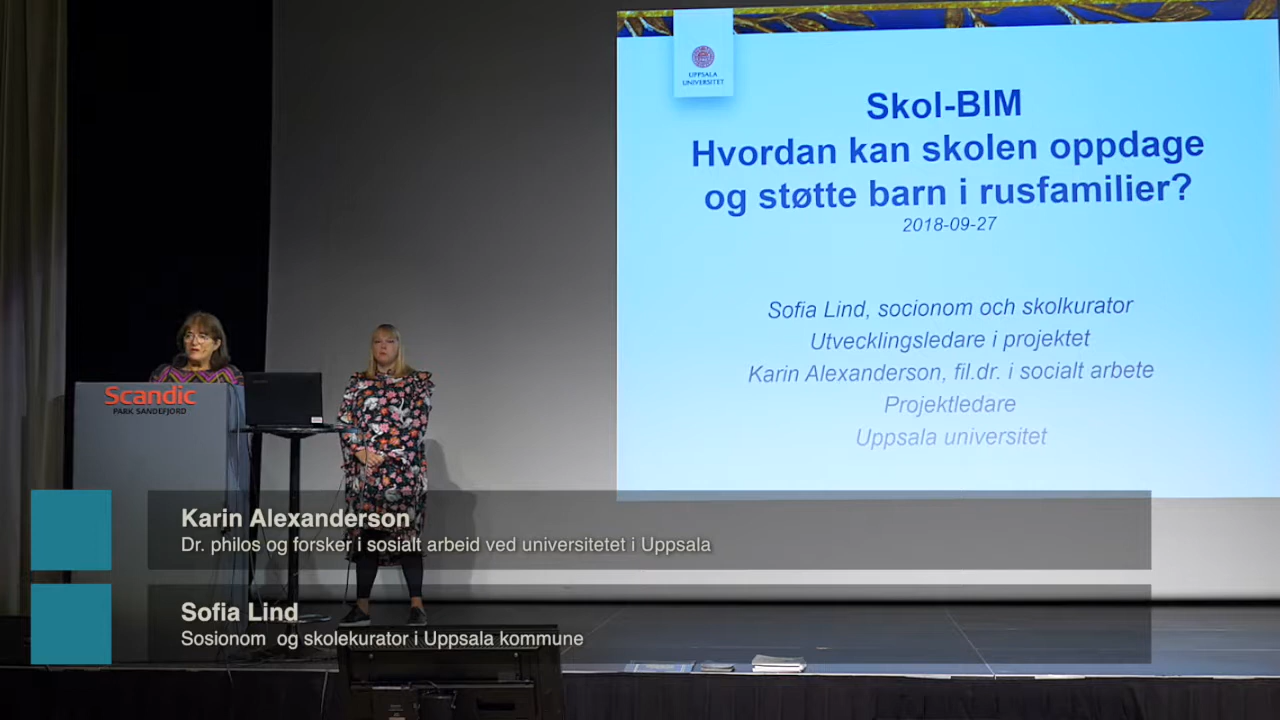 UPPSALA
UNIVERSITET
Skol-BIM
Hvordan kan skolen oppdage
og støtte barn i rusfamilier?
2018-09-27
Sofia Lind, socionom och skolkurator
Utvecklingsledare i projektet
Karin Alexanderson, fil.dr. i socialt arbete
Projektledare
Uppsala universitet
Scandic
PARK SANDEFJORD
Karin Alexanderson
Dr. philos og forsker i sosialt arbeid ved universitetet i Uppsala
Sofia Lind
Sosionom og skolekurator i Uppsala kommune